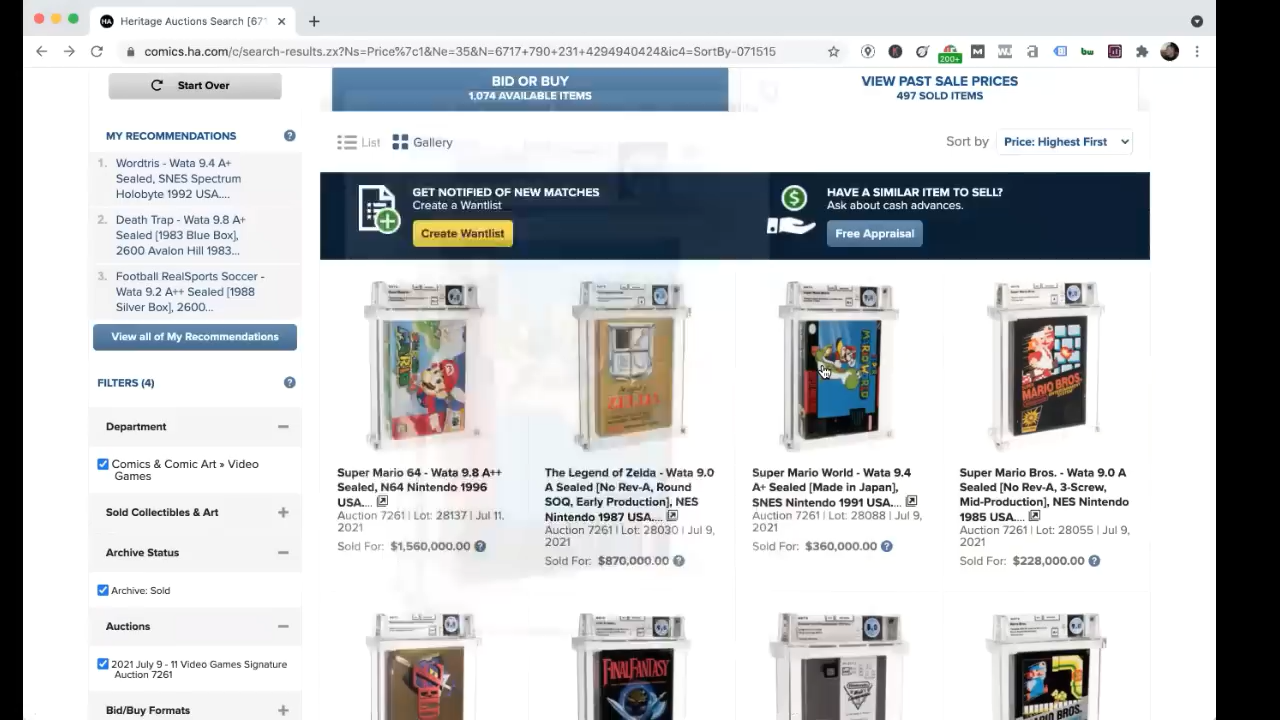 Heritage Auctions Search [67
comics.ha.com/c/search-results.zx?Ns=Price%7c1&Ne=35&N=6717+790+231+4294940424&ic4=SortBy-071515
200+
Start Over
BID OR BUY
1,074 AVAILABLE ITEMS
VIEW PAST SALE PRICES
497 SOLD ITEMS
MY RECOMMENDATIONS
1. Wordtris - Wata 9.4 A+
Sealed, SNES Spectrum
Holobyte 1992 USA....
2. Death Trap - Wata 9.8 A+
Sealed [1983 Blue Box],
2600 Avalon Hill 1983...
3. Football RealSports Soccer -
Wata 9.2 A++ Sealed [1988
Silver Box], 2600...
View all of My Recommendations
FILTERS (4)
Department
Comics & Comic Art » Video
Games
Sold Collectibles & Art
Archive Status
Archive: Sold
Auctions
2021 July 9 - 11 Video Games Signature
Auction 7261
Bid/Buy Formats
List
Gallery
Sort by
Price: Highest First
GET NOTIFIED OF NEW MATCHES
Create a Wantlist
Create Wantlist
HAVE A SIMILAR ITEM TO SELL?
Ask about cash advances.
Free Appraisal
Super Mario 64 - Wata 9.8 A++
Sealed, N64 Nintendo 1996
USA....
Auction 7261 | Lot: 28137 | Jul 11,
2021
Sold For: $1,560,000.00
ZELDA
The Legend of Zelda - Wata 9.0
A Sealed [No Rev-A, Round
SOQ, Early Production], NES
Nintendo 1987 USA....
Auction 7261 | Lot: 28030 | Jul 9,
2021
Sold For: $870,000.00
Super Mario World - Wata 9.4
A+ Sealed [Made in Japan],
SNES Nintendo 1991 USA....
Auction 7261 | Lot: 28088 | Jul 9,
2021
Sold For: $360,000.00
SUPER
MARIO BROS.
Super Mario Bros. - Wata 9.0 A
Sealed [No Rev-A, 3-Screw,
Mid-Production], NES Nintendo
1985 USA....
Auction 7261 | Lot: 28055 | Jul 9,
2021
Sold For: $228,000.00
FINAL FANTASY
MARIO BROS.